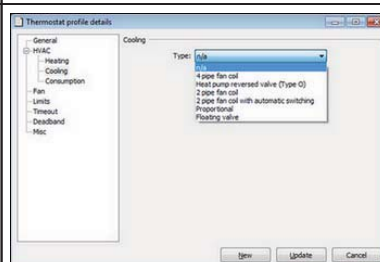 Thermostat profile details
General
HVAC
Heating
Cooling
Consumption
Fan
Limits
Timeout
Deadband
Misc
Cooling
Type: n/a
n/a
4 pipe fan coil
Heat pump reversed valve (Type O)
2 pipe fan coil
2 pipe fan coil with automatic switching
Proportional
Floating valve
New Update Cancel